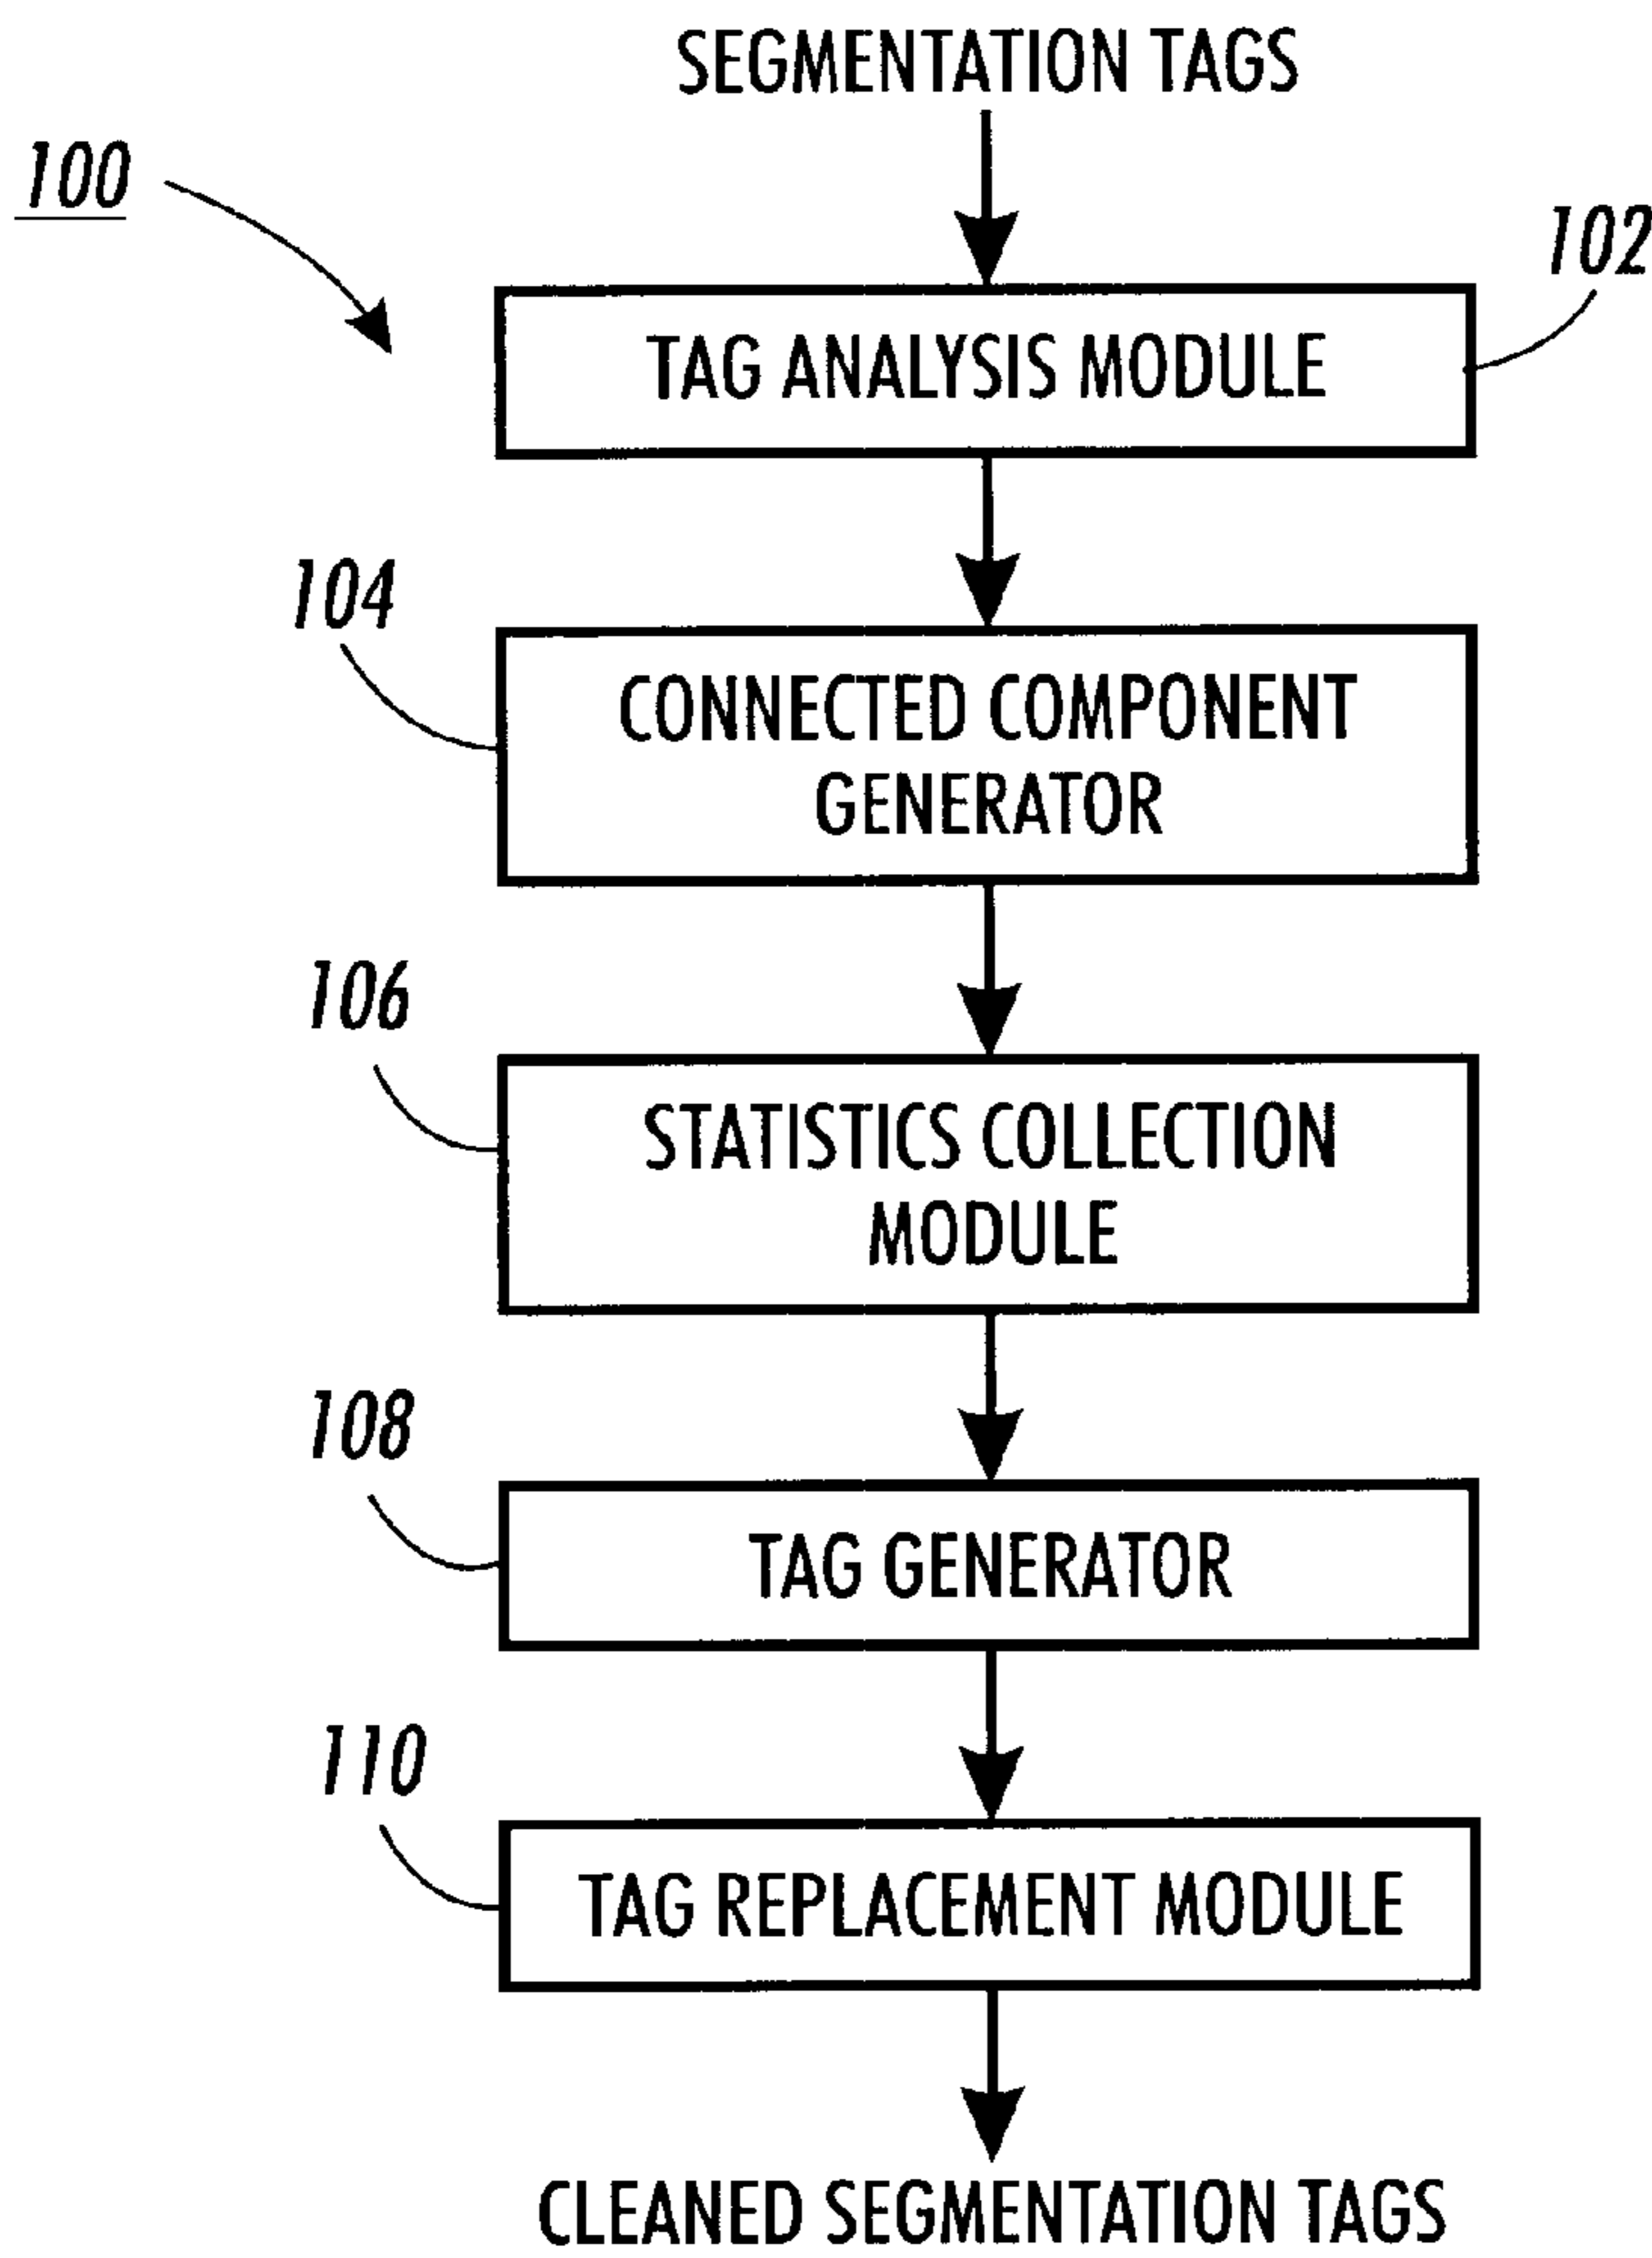 SEGMENTATION TAGS
100
102
TAG ANALYSIS MODULE
104
CONNECTED COMPONENT
GENERATOR
106
STATISTICS COLLECTION
MODULE
108
TAG GENERATOR
110
TAG REPLACEMENT MODULE
CLEANED SEGMENTATION TAGS